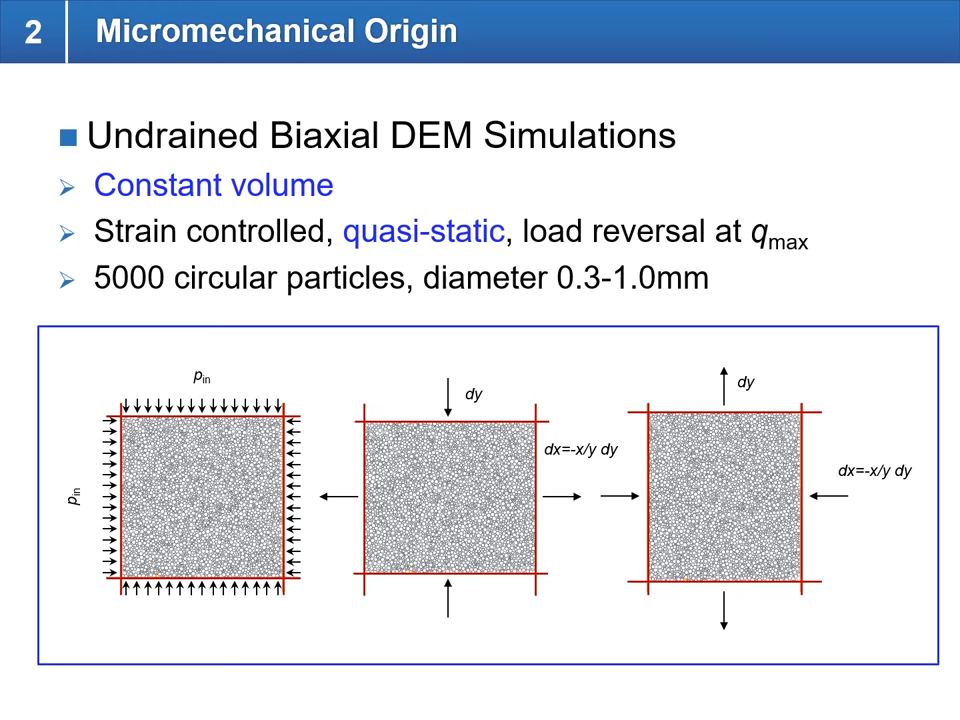 2 Micromechanical Origin
Undrained Biaxial DEM Simulations
Constant volume
Strain controlled, quasi-static, load reversal at qmax
5000 circular particles, diameter 0.3-1.0mm
pin
pin
dy
dx=-x/y dy
dy
dx=-x/y dy